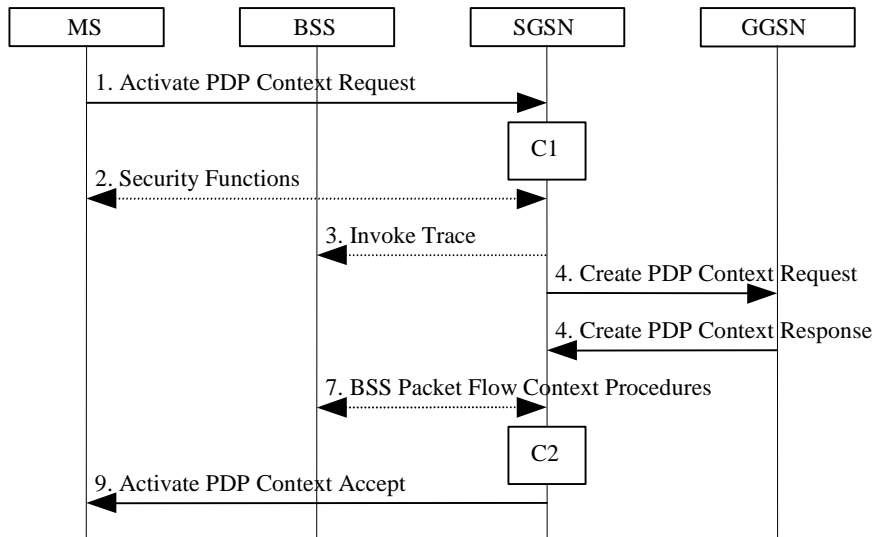 MS
BSS
SGSN
GGSN
1. Activate PDP Context Request
C1
2. Security Functions
3. Invoke Trace
4. Create PDP Context Request
4. Create PDP Context Response
7. BSS Packet Flow Context Procedures
C2
9. Activate PDP Context Accept